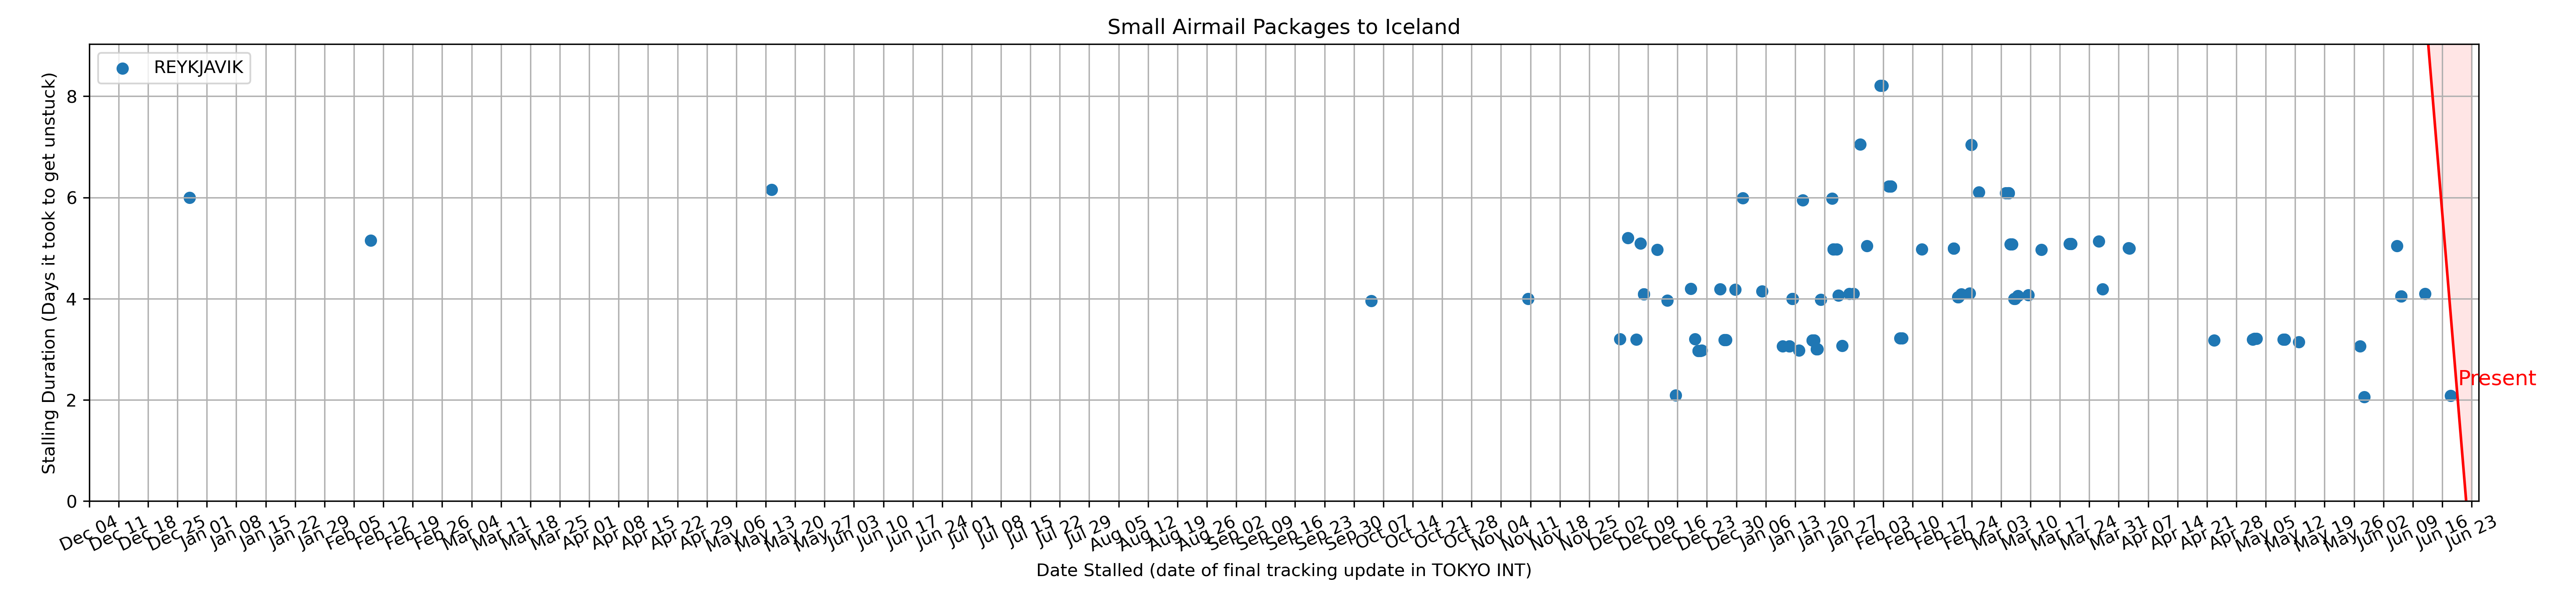 Small Airmail Packages to Iceland
REYKJAVIK
Stalling Duration (Days it took to get unstuck)
8
6
4
2
0
Present
Dec 04
Dec 11
Dec 18
Dec 25
Jan 01
Jan 08
Jan 15
Jan 22
Jan 29
Feb 05
Feb 12
Feb 19
Feb 26
Mar 04
Mar 11
Mar 18
Mar 25
Apr 01
Apr 08
Apr 15
Apr 22
Apr 29
May 06
May 13
May 20
May 27
Jun 03
Jun 10
Jun 17
Jun 24
Jul 01
Jul 08
Jul 15
Jul 22
Jul 29
Aug 05
Aug 12
Aug 19
Aug 26
Sep 02
Sep 09
Sep 16
Sep 23
Sep 30
Oct 07
Oct 14
Oct 21
Oct 28
Nov 04
Nov 11
Nov 18
Nov 25
Dec 02
Dec 09
Dec 16
Dec 23
Dec 30
Jan 06
Jan 13
Jan 20
Jan 27
Feb 03
Feb 10
Feb 17
Feb 24
Mar 03
Mar 10
Mar 17
Mar 24
Mar 31
Apr 07
Apr 14
Apr 21
Apr 28
May 05
May 12
May 19
May 26
Jun 02
Jun 09
Jun 16
Jun 23
Date Stalled (date of final tracking update in TOKYO INT)